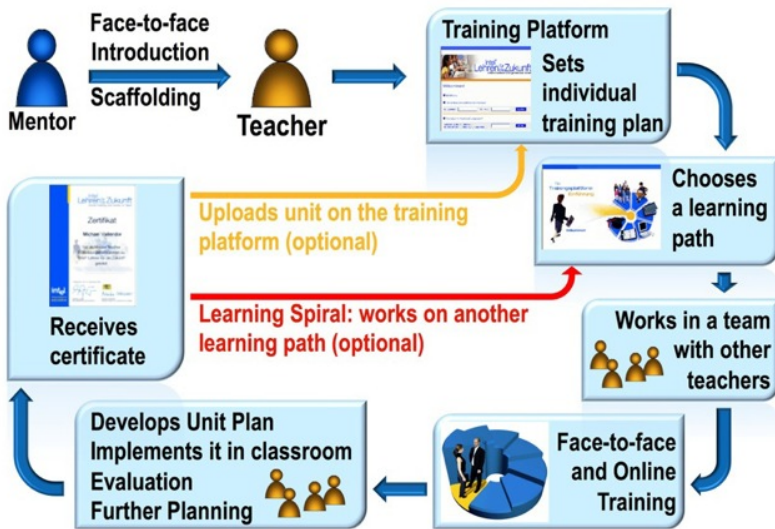 Face-to-face
Introduction
Scaffolding
Mentor
Teacher
Training Platform
Sets
individual
training plan
Chooses
a learning
path
Works in a team
with other
teachers
Face-to-face
and Online
Training
Develops Unit Plan
Implements it in classroom
Evaluation
Further Planning
Receives
certificate
Zertifikat
Uploads unit on the training
platform (optional)
Learning Spiral: works on another
learning path (optional)